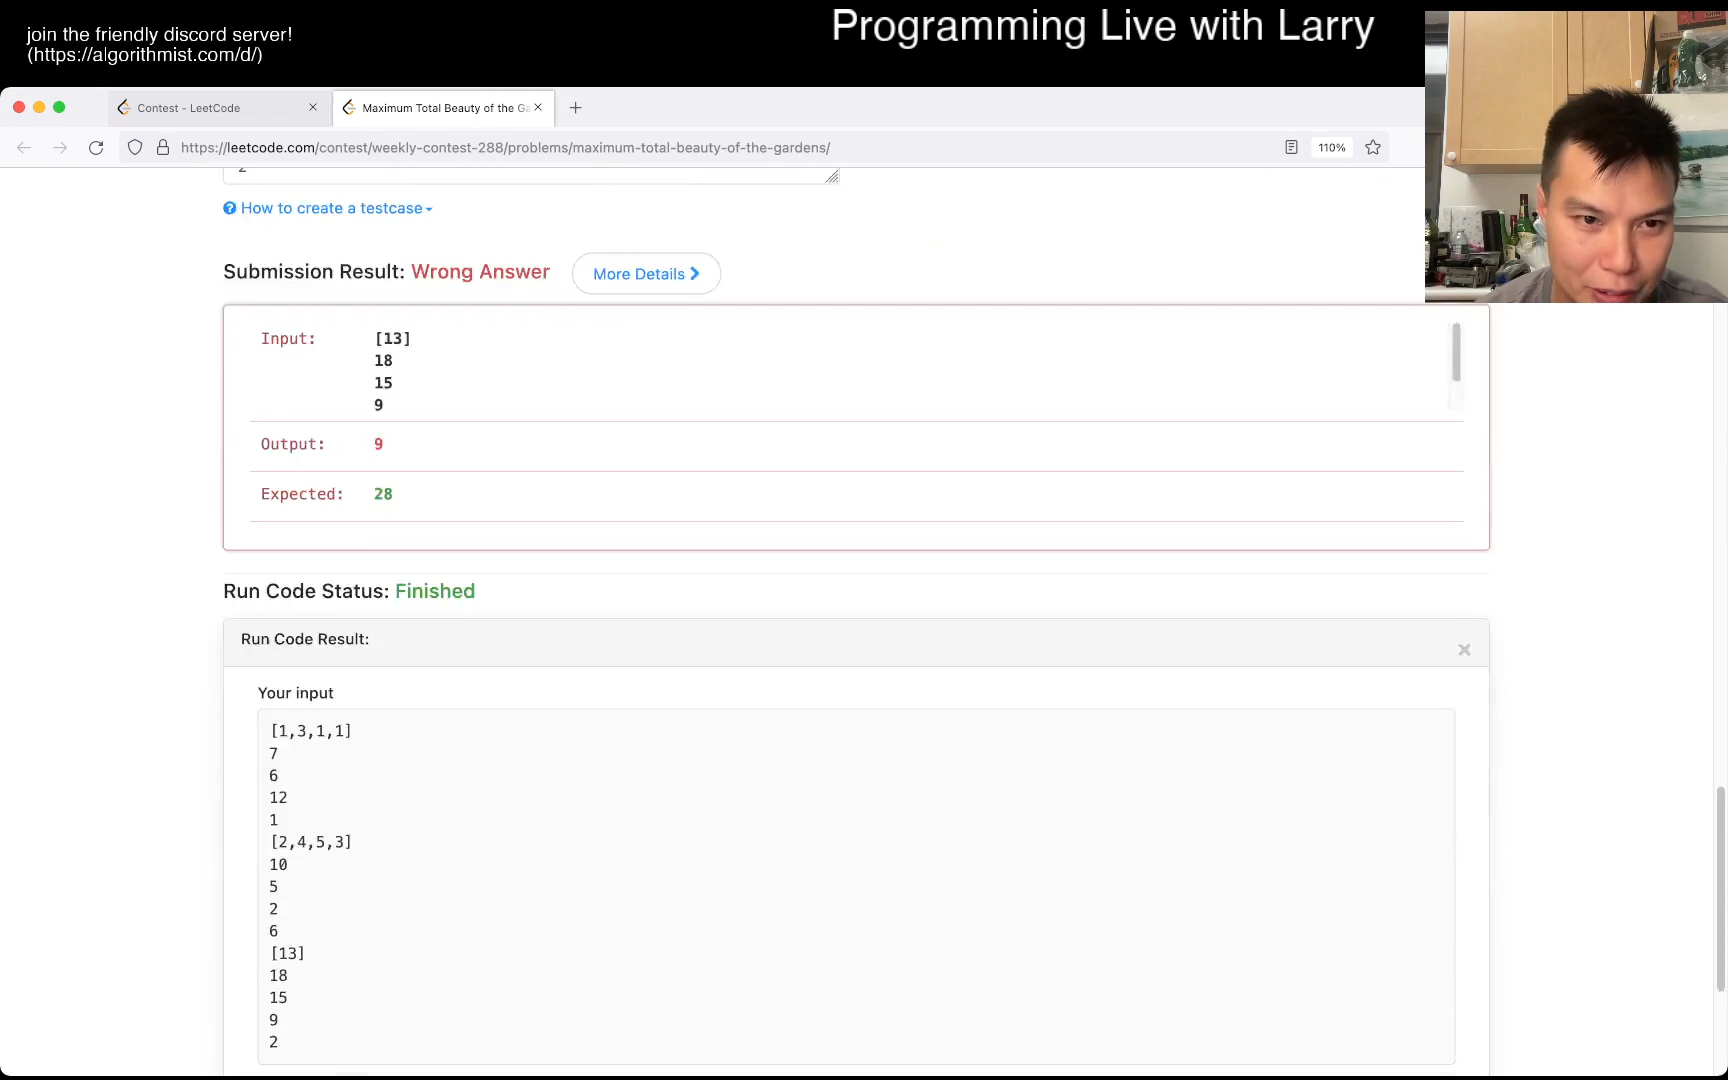 join the friendly discord server!
(https://algorithmist.com/d/)
Programming Live with Larry
Contest - LeetCode
Maximum Total Beauty of the Ga
https://leetcode.com/contest/weekly-contest-288/problems/maximum-total-beauty-of-the-gardens/
110%
2
How to create a testcase
Submission Result: Wrong Answer
More Details
Input:
[13]
18
15
9
Output:
9
Expected:
28
Run Code Status: Finished
Run Code Result:
Your input
[1,3,1,1]
7
6
12
1
[2,4,5,3]
10
5
2
6
[13]
18
15
9
2